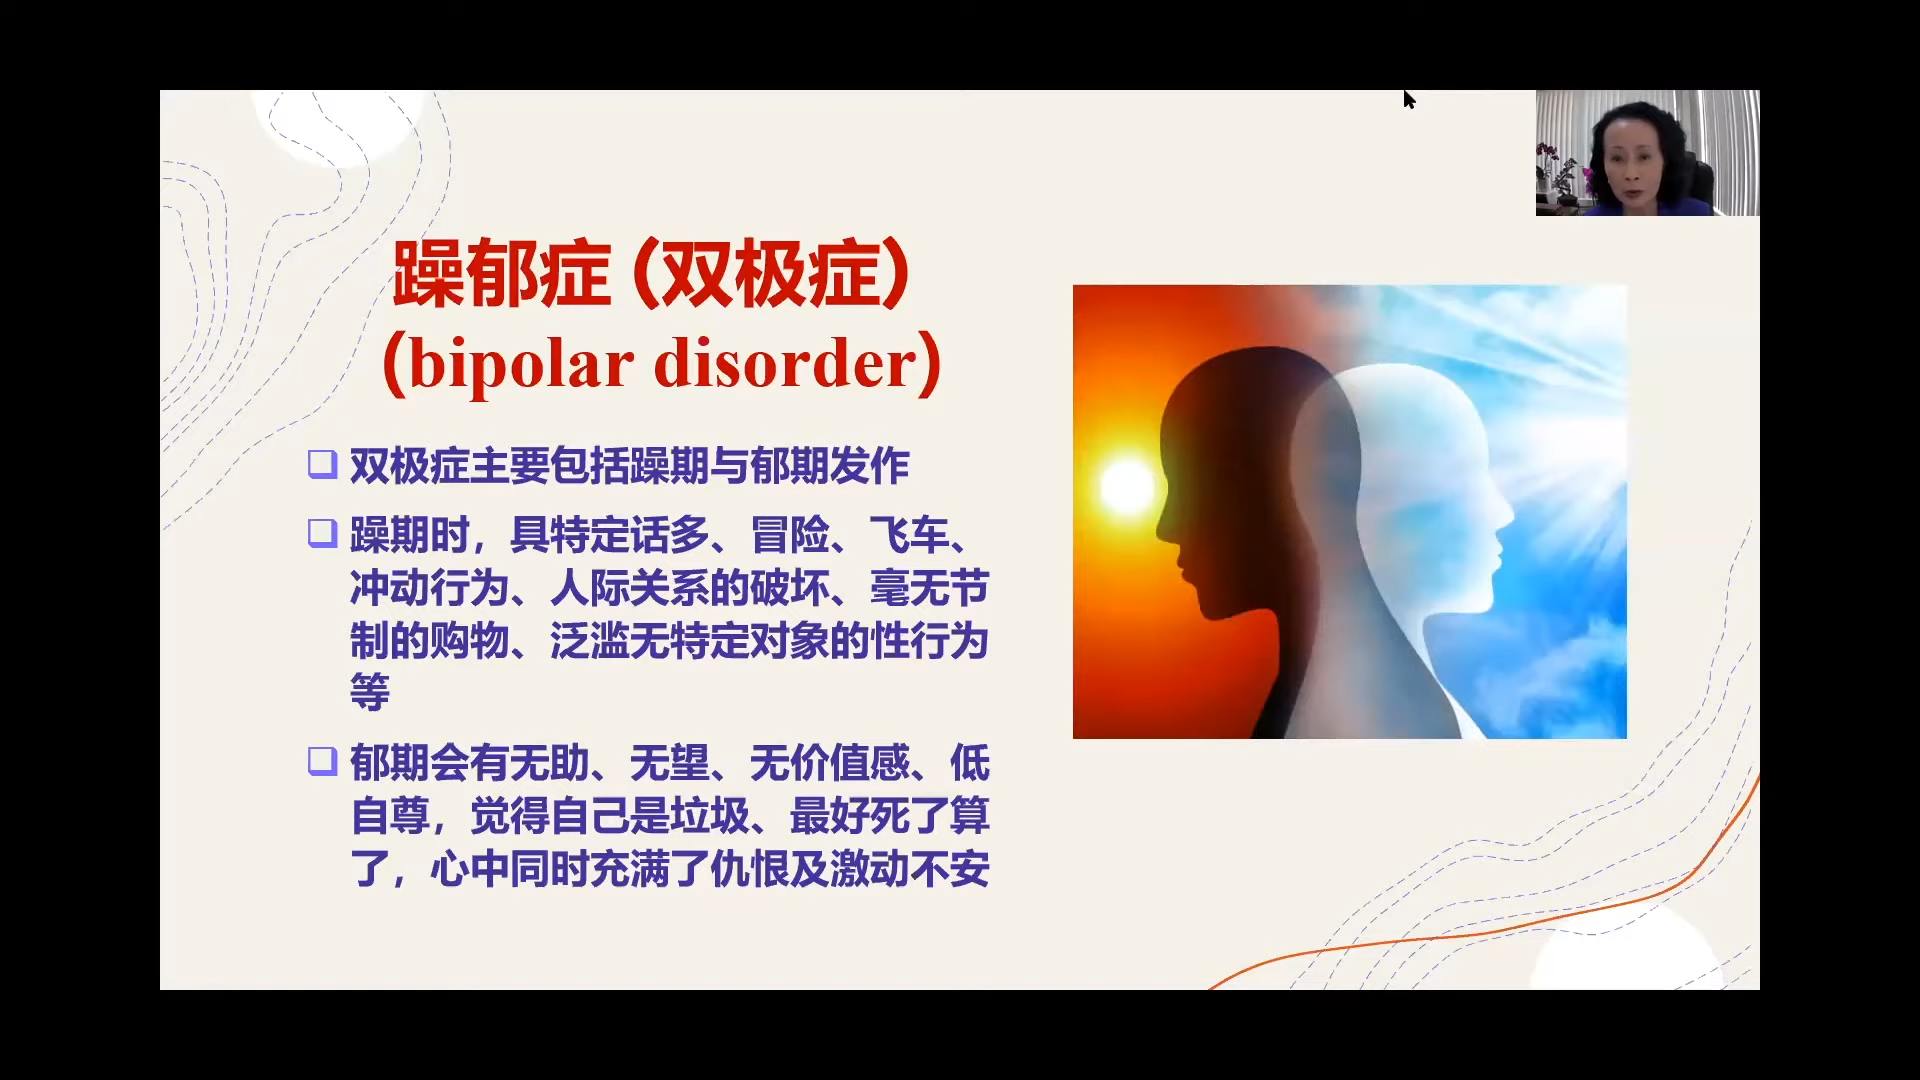 躁郁症 (双极症)
(bipolar disorder)
双极症主要包括躁期与郁期发作
躁期时，具特定话多、冒险、飞车、
冲动行为、人际关系的破坏、毫无节
制的购物、泛滥无特定对象的性行为
等
郁期会有无助、无望、无价值感、低
自尊，觉得自己是垃圾、最好死了算
了，心中同时充满了仇恨及激动不安